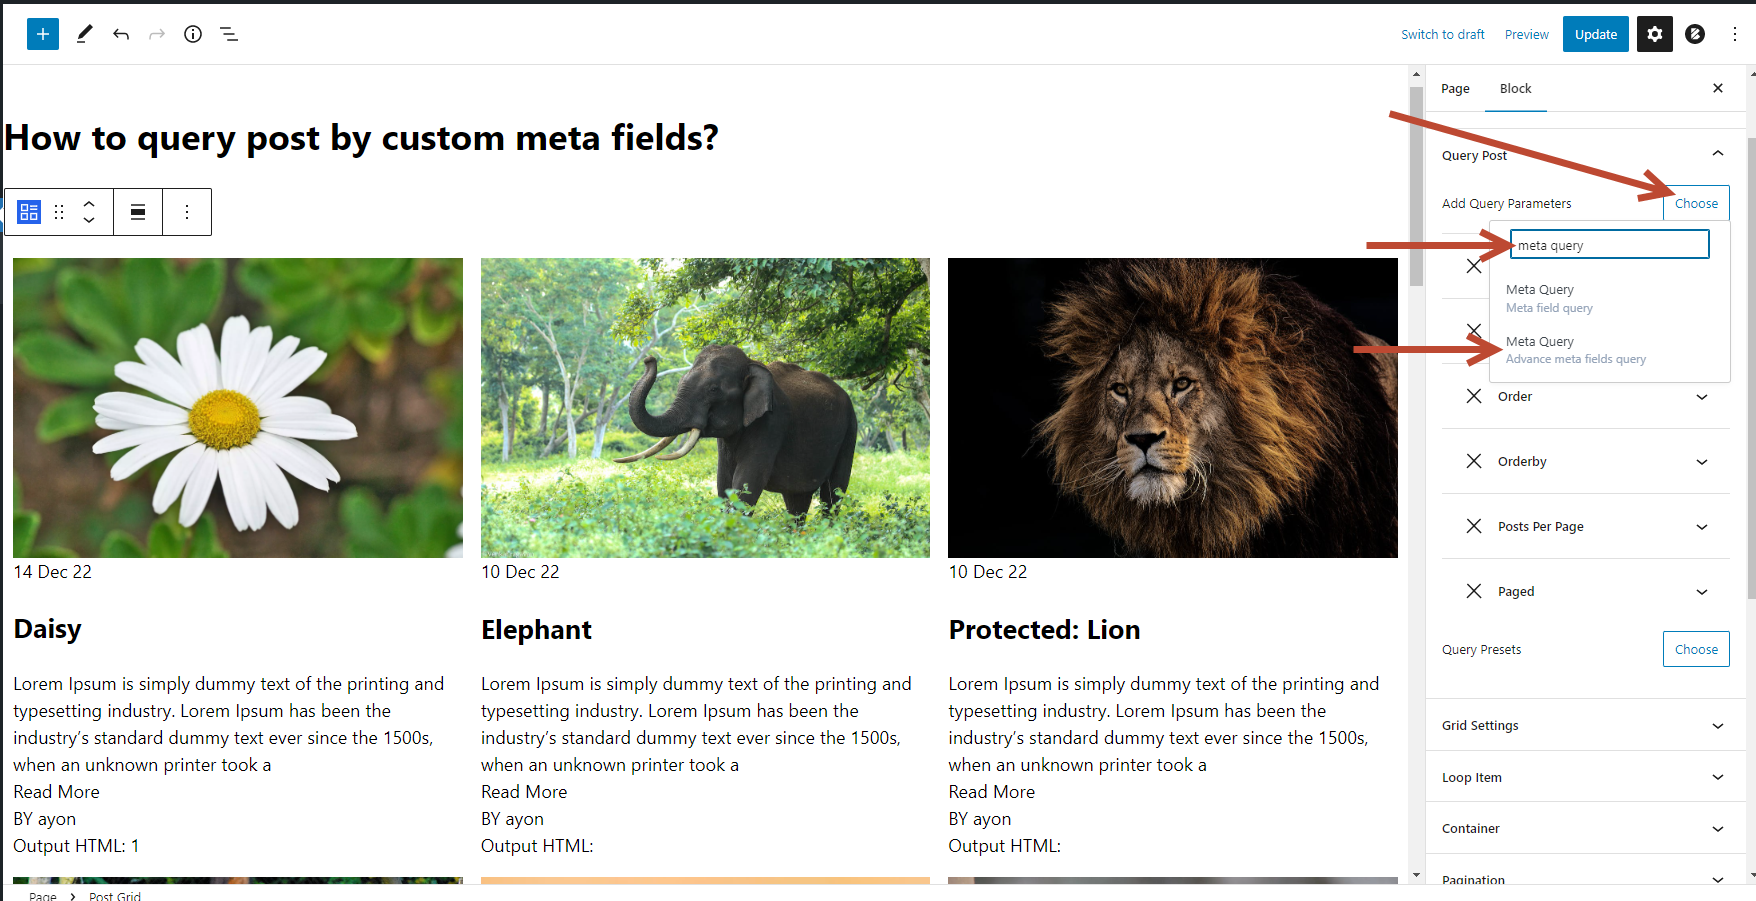 Switch to draft
Preview
Update
How to query post by custom meta fields?
14 Dec 22
Daisy
Lorem Ipsum is simply dummy text of the printing and
typesetting industry. Lorem Ipsum has been the
industry’s standard dummy text ever since the 1500s,
when an unknown printer took a
Read More
BY ayon
Output HTML: 1
10 Dec 22
Elephant
Lorem Ipsum is simply dummy text of the printing and
typesetting industry. Lorem Ipsum has been the
industry’s standard dummy text ever since the 1500s,
when an unknown printer took a
Read More
BY ayon
Output HTML:
10 Dec 22
Protected: Lion
Lorem Ipsum is simply dummy text of the printing and
typesetting industry. Lorem Ipsum has been the
industry’s standard dummy text ever since the 1500s,
when an unknown printer took a
Read More
BY ayon
Output HTML:
Page
Block
Query Post
Add Query Parameters
Choose
meta query
Meta Query
Meta field query
Meta Query
Advance meta fields query
Order
Orderby
Posts Per Page
Paged
Query Presets
Choose
Grid Settings
Loop Item
Container
Pagination
Page
Post Grid